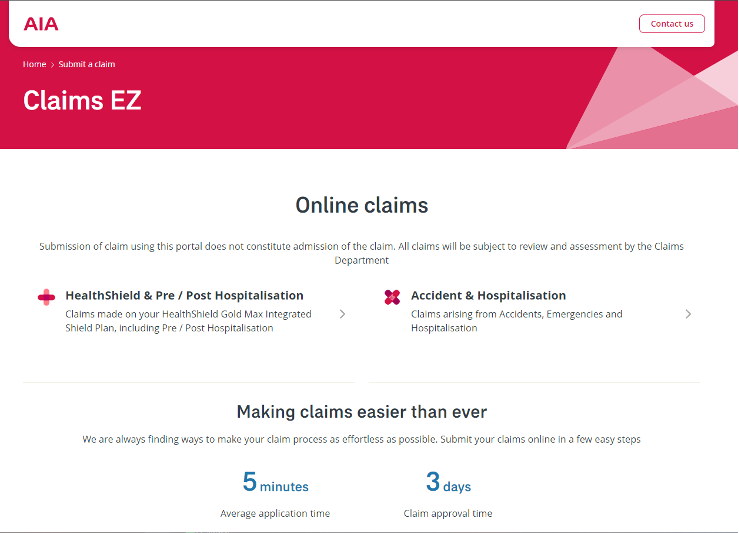 AIA
Contact us
Home > Submit a claim
Claims EZ
Online claims
Submission of claim using this portal does not constitute admission of the claim. All claims will be subject to review and assessment by the Claims
Department
HealthShield & Pre / Post Hospitalisation
Claims made on your HealthShield Gold Max Integrated
Shield Plan, including Pre / Post Hospitalisation
Accident & Hospitalisation
Claims arising from Accidents, Emergencies and
Hospitalisation
Making claims easier than ever
We are always finding ways to make your claim process as effortless as possible. Submit your claims online in a few easy steps
5 minutes
Average application time
3 days
Claim approval time